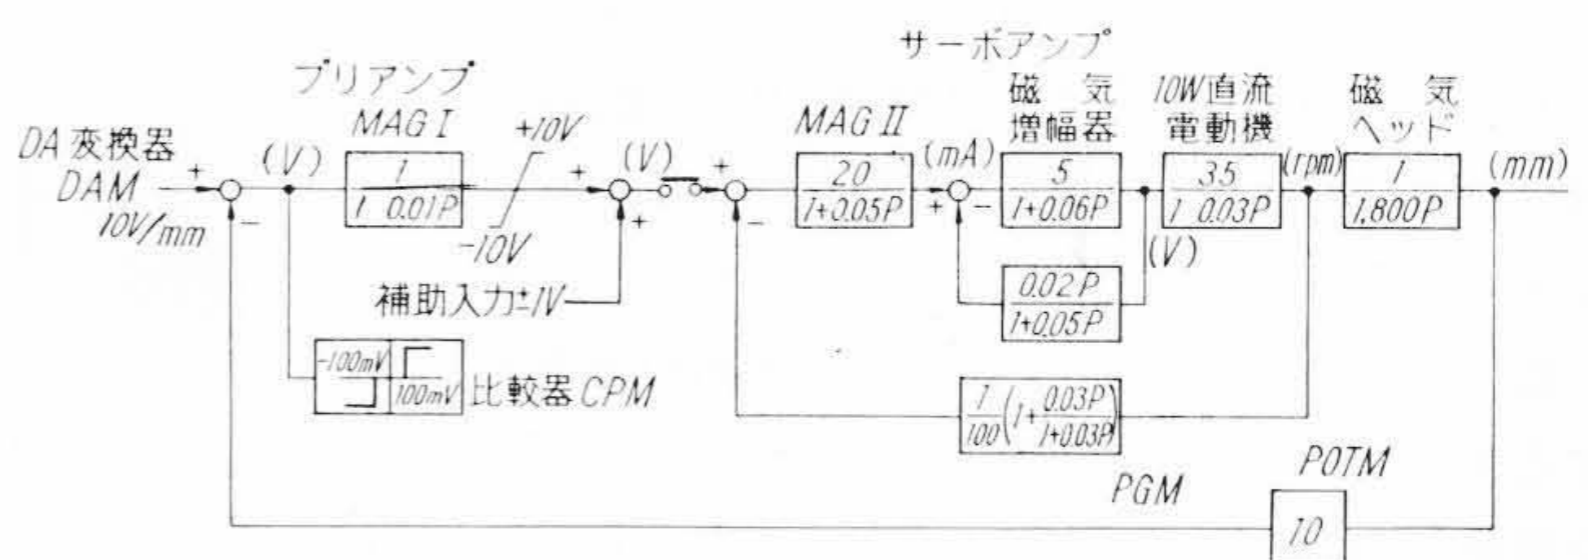 サーボアンプ
プリアンプ
MAG I
+10V
-10V
DA変換器
DAM
10V/mm
+
-
(V)
1
1 0.01P
(V)
+
+
補助入力±1V
-100mV
100mV
比較器CPM
+
-
MAG II
20
1+0.05P
(mA)
+
-
磁気
増幅器
5
1+0.06P
(V)
0.02P
1+0.05P
10W直流
電動機
35
1 0.03P
(rpm)
磁気
ヘッド
1
1,800P
(mm)
1/100(1+0.03P/1+0.03P)
PGM
POTM
10